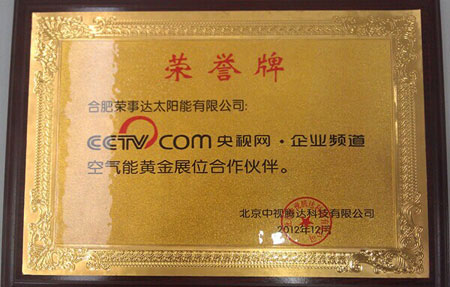 荣誉牌
合肥荣事达太阳能有限公司:
CCTV.COM 央视网·企业频道
空气能黄金展位合作伙伴。
北京中视腾达科技有限公司
2012年12月